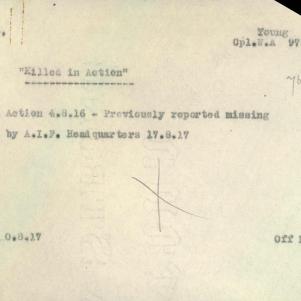 Young
Cpl.W.A 97
"Killed in Action"
Action 4.8.16 - Previously reported missing
by A.I.F. Headquarters 17.8.17
0.8.17 Off